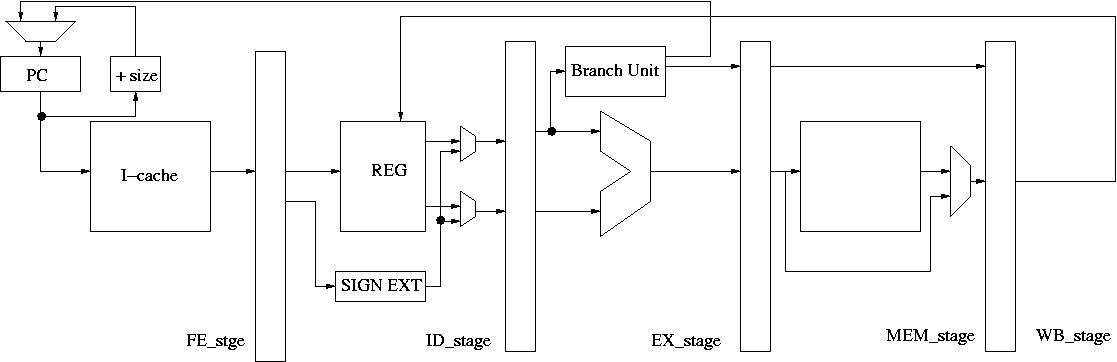 PC
+ size
Branch Unit
I-cache
REG
SIGN EXT
FE_stge
ID_stage
EX_stage
MEM_stage
WB_stage